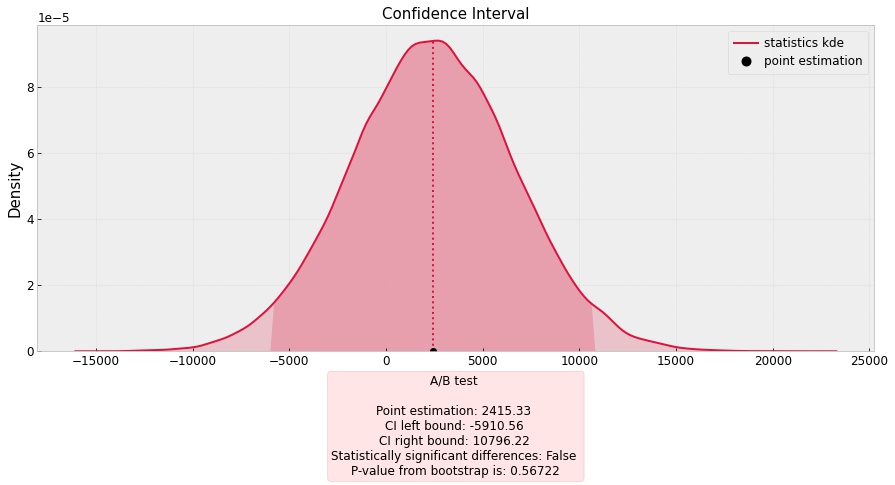 Confidence Interval
1e−5
statistics kde
point estimation
8
6
4
2
0
Density
−15000 −10000 −5000 0 5000 10000 15000 20000 25000
A/B test
Point estimation: 2415.33
CI left bound: -5910.56
CI right bound: 10796.22
Statistically significant differences: False
P-value from bootstrap is: 0.56722